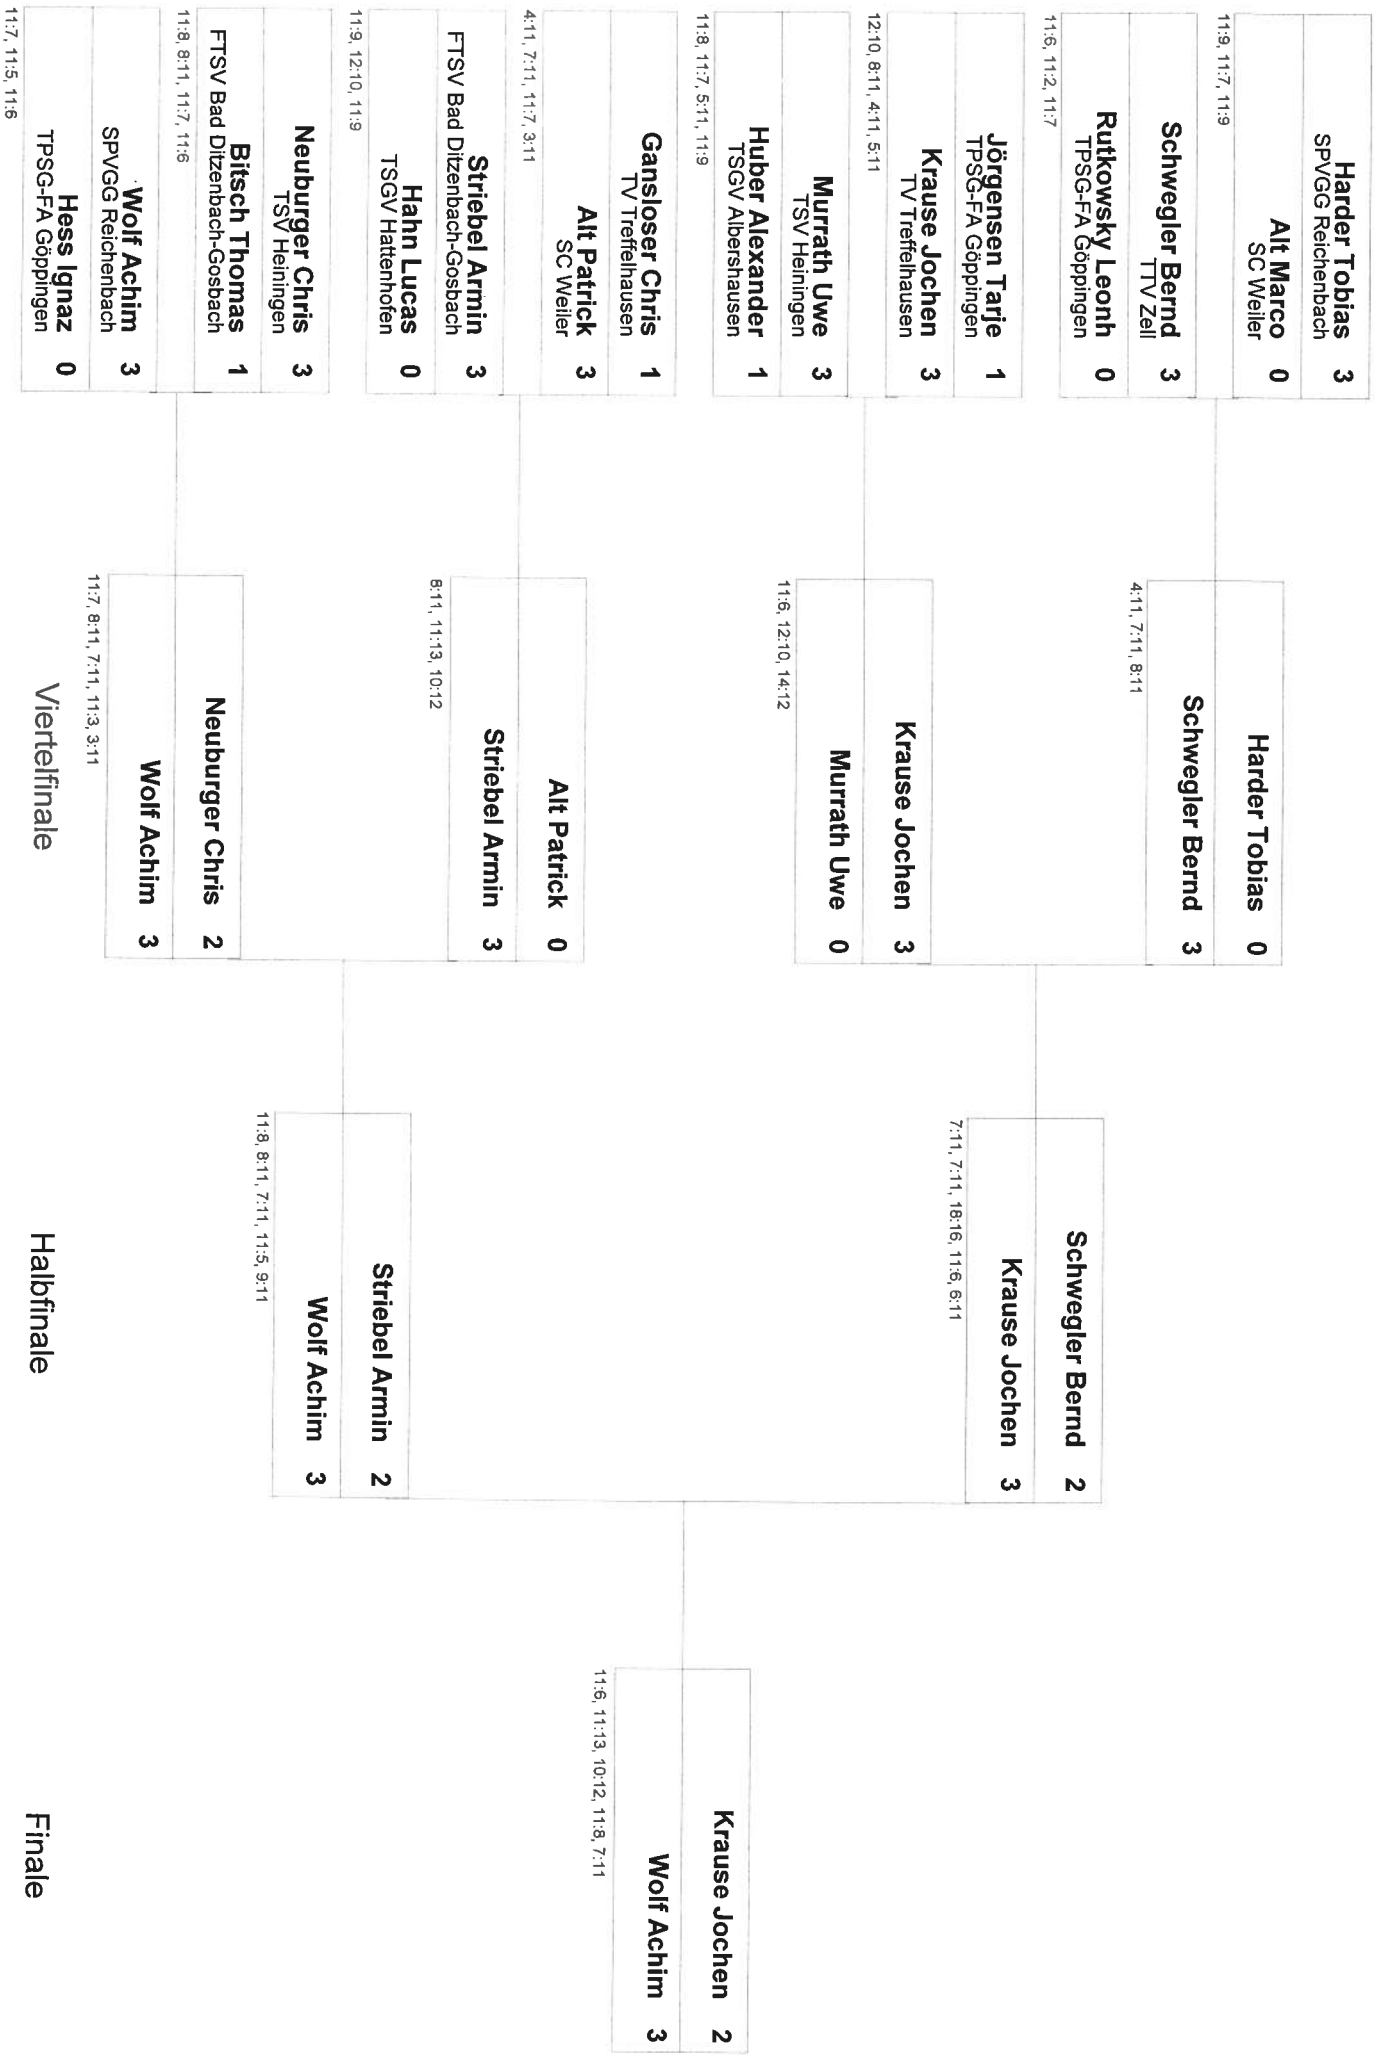 Harder Tobias 3
SPVGG Reichenbach
Alt Marco 0
SC Weiler
11:9, 11:7, 11:9
Schwegler Bernd 3
TTV Zell
Rutkowsky Leonh 0
TPSG-FA Göppingen
11:6, 11:2, 11:7
Jörgensen Tarje 1
TPSG-FA Göppingen
Krause Jochen 3
TV Treffelhausen
12:10, 8:11, 4:11, 5:11
Murrath Uwe 3
TSV Heiningen
Huber Alexander 1
TSGV Albershausen
11:8, 11:7, 5:11, 11:9
Gansloser Chris 1
TV Treffelhausen
Alt Patrick 3
SC Weiler
4:11, 7:11, 11:7, 3:11
Striebel Armin 3
FTSV Bad Ditzenbach-Gosbach
Hahn Lucas 0
TSGV Hattenhofen
11:9, 12:10, 11:9
Neuburger Chris 3
TSV Heiningen
Bitsch Thomas 1
FTSV Bad Ditzenbach-Gosbach
11:8, 8:11, 11:7, 11:6
Wolf Achim 3
SPVGG Reichenbach
Hess Ignaz 0
TPSG-FA Göppingen
11:7, 11:5, 11:6
Harder Tobias 0
Schwegler Bernd 3
4:11, 7:11, 8:11
Krause Jochen 3
Murrath Uwe 0
11:6, 12:10, 14:12
Alt Patrick 0
Striebel Armin 3
8:11, 11:13, 10:12
Neuburger Chris 2
Wolf Achim 3
11:7, 8:11, 7:11, 11:3, 3:11
Viertelfinale
Schwegler Bernd 2
Krause Jochen 3
7:11, 7:11, 18:16, 11:6, 6:11
Striebel Armin 2
Wolf Achim 3
11:8, 8:11, 7:11, 11:5, 9:11
Halbfinale
Krause Jochen 2
Wolf Achim 3
11:6, 11:13, 10:12, 11:8, 7:11
Finale